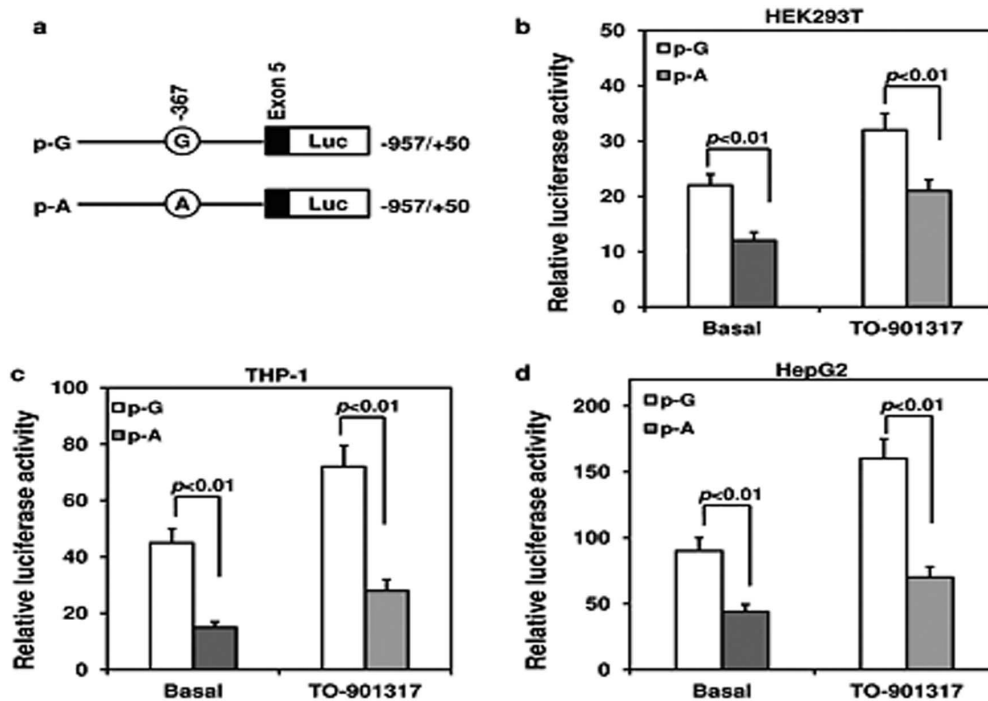 a
-367
Exon 5
p-G G Luc -957/+50
p-A A Luc -957/+50
b
HEK293T
Relative luciferase activity
50
40
30
20
10
0
p-G
p-A
p<0.01
p<0.01
Basal TO-901317
c
THP-1
Relative luciferase activity
100
80
60
40
20
0
p-G
p-A
p<0.01
p<0.01
Basal TO-901317
d
HepG2
Relative luciferase activity
200
150
100
50
0
p-G
p-A
p<0.01
p<0.01
Basal TO-901317